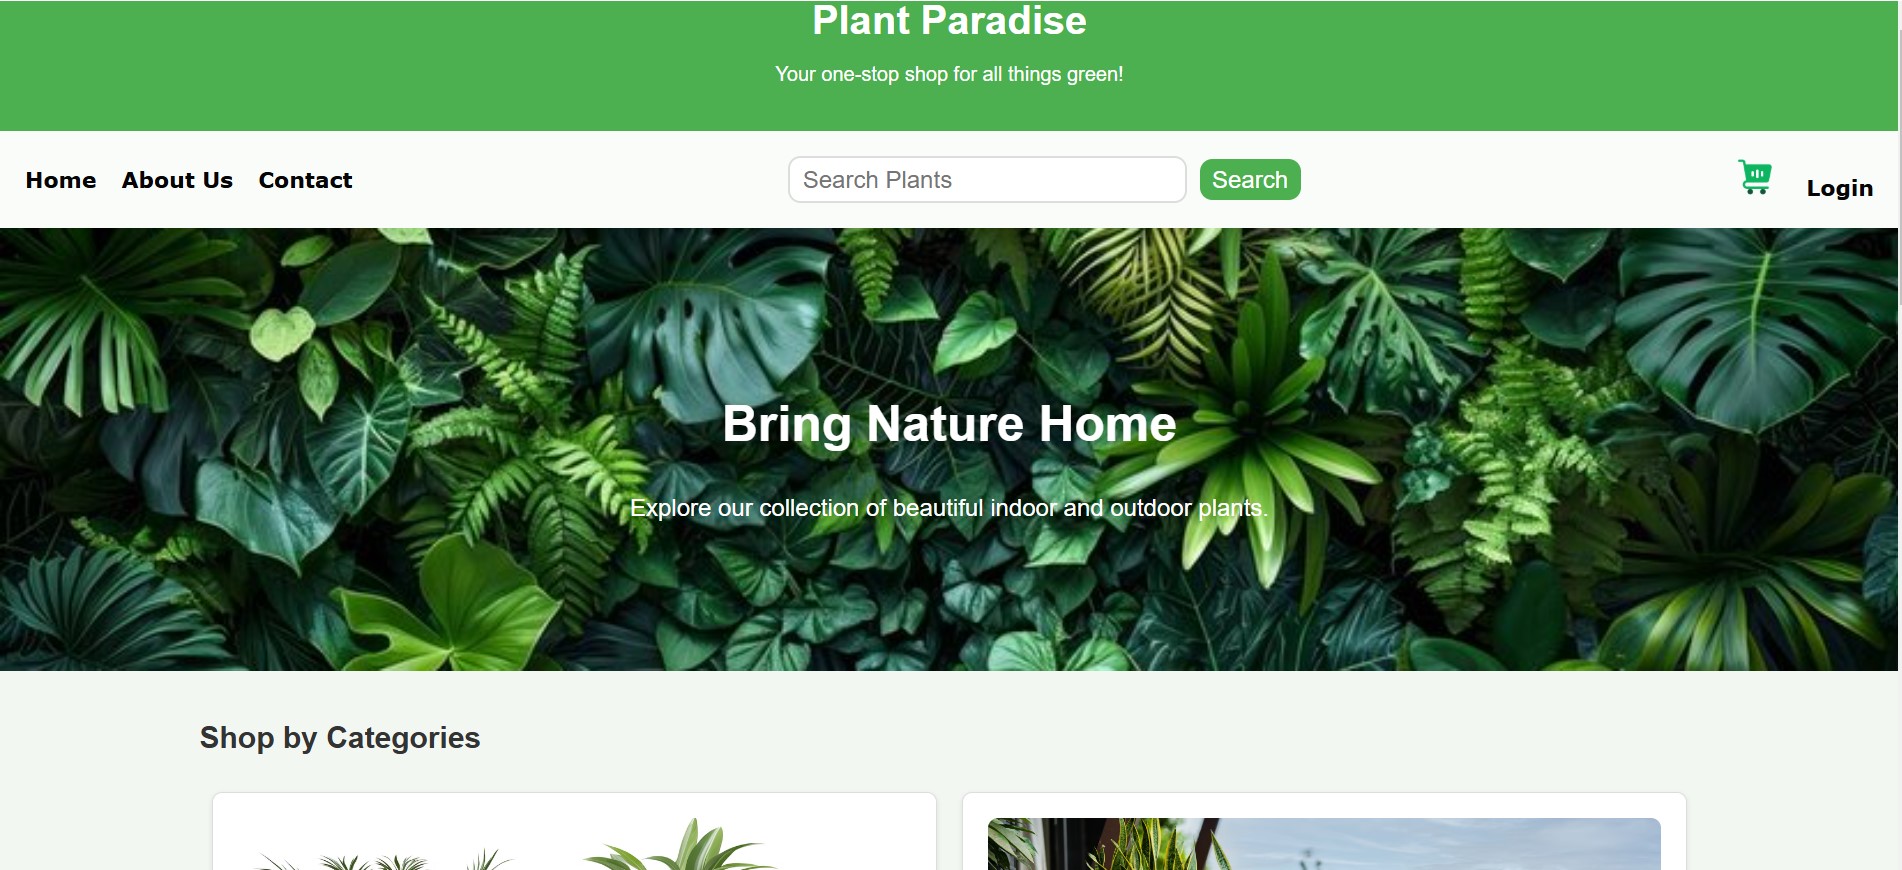 Plant Paradise
Your one-stop shop for all things green!
Home About Us Contact Search Plants Search Login
Bring Nature Home
Explore our collection of beautiful indoor and outdoor plants.
Shop by Categories